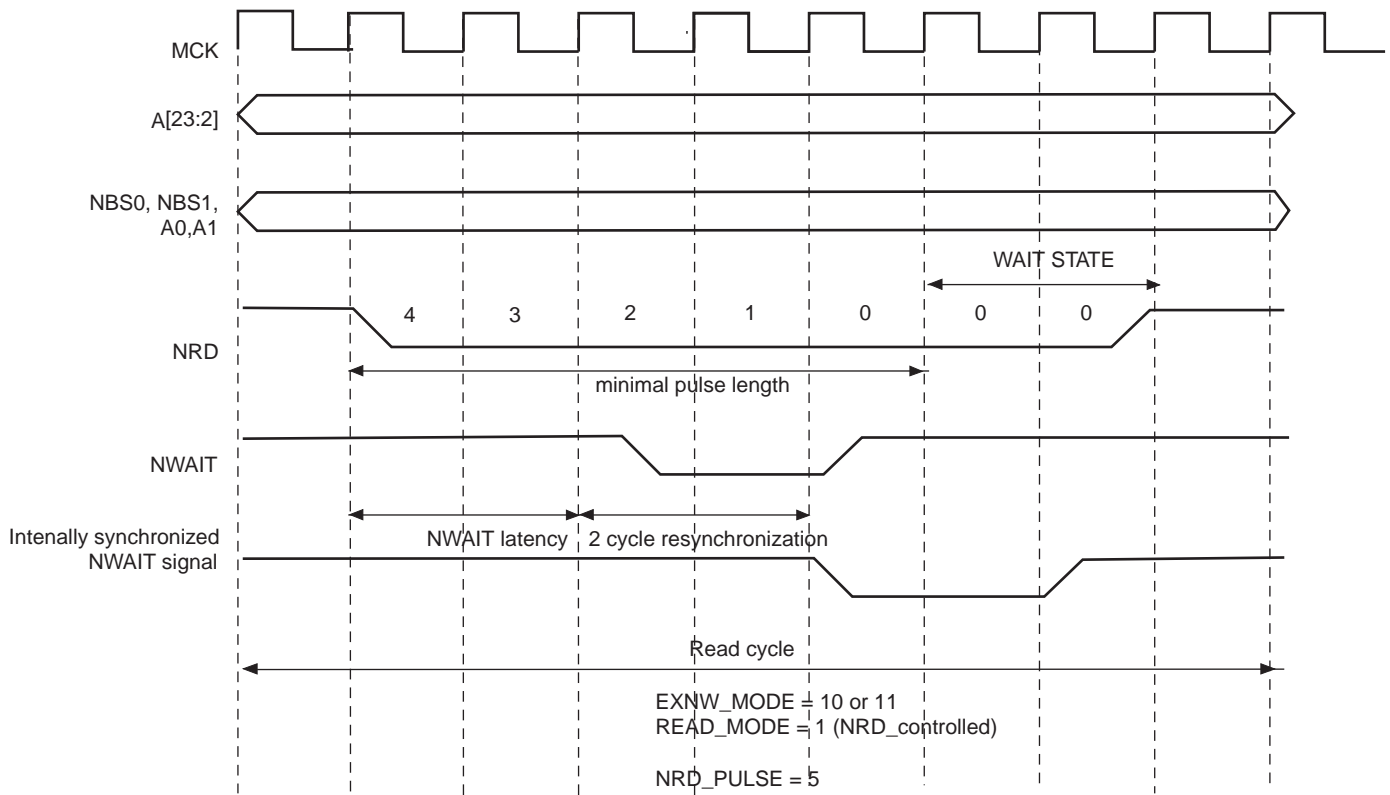 MCK
A[23:2]
NBS0, NBS1,
A0,A1
WAIT STATE
4 3 2 1 0 0 0
NRD
minimal pulse length
NWAIT
NWAIT latency 2 cycle resynchronization
Intenally synchronized
NWAIT signal
Read cycle
EXNW_MODE = 10 or 11
READ_MODE = 1 (NRD_controlled)
NRD_PULSE = 5